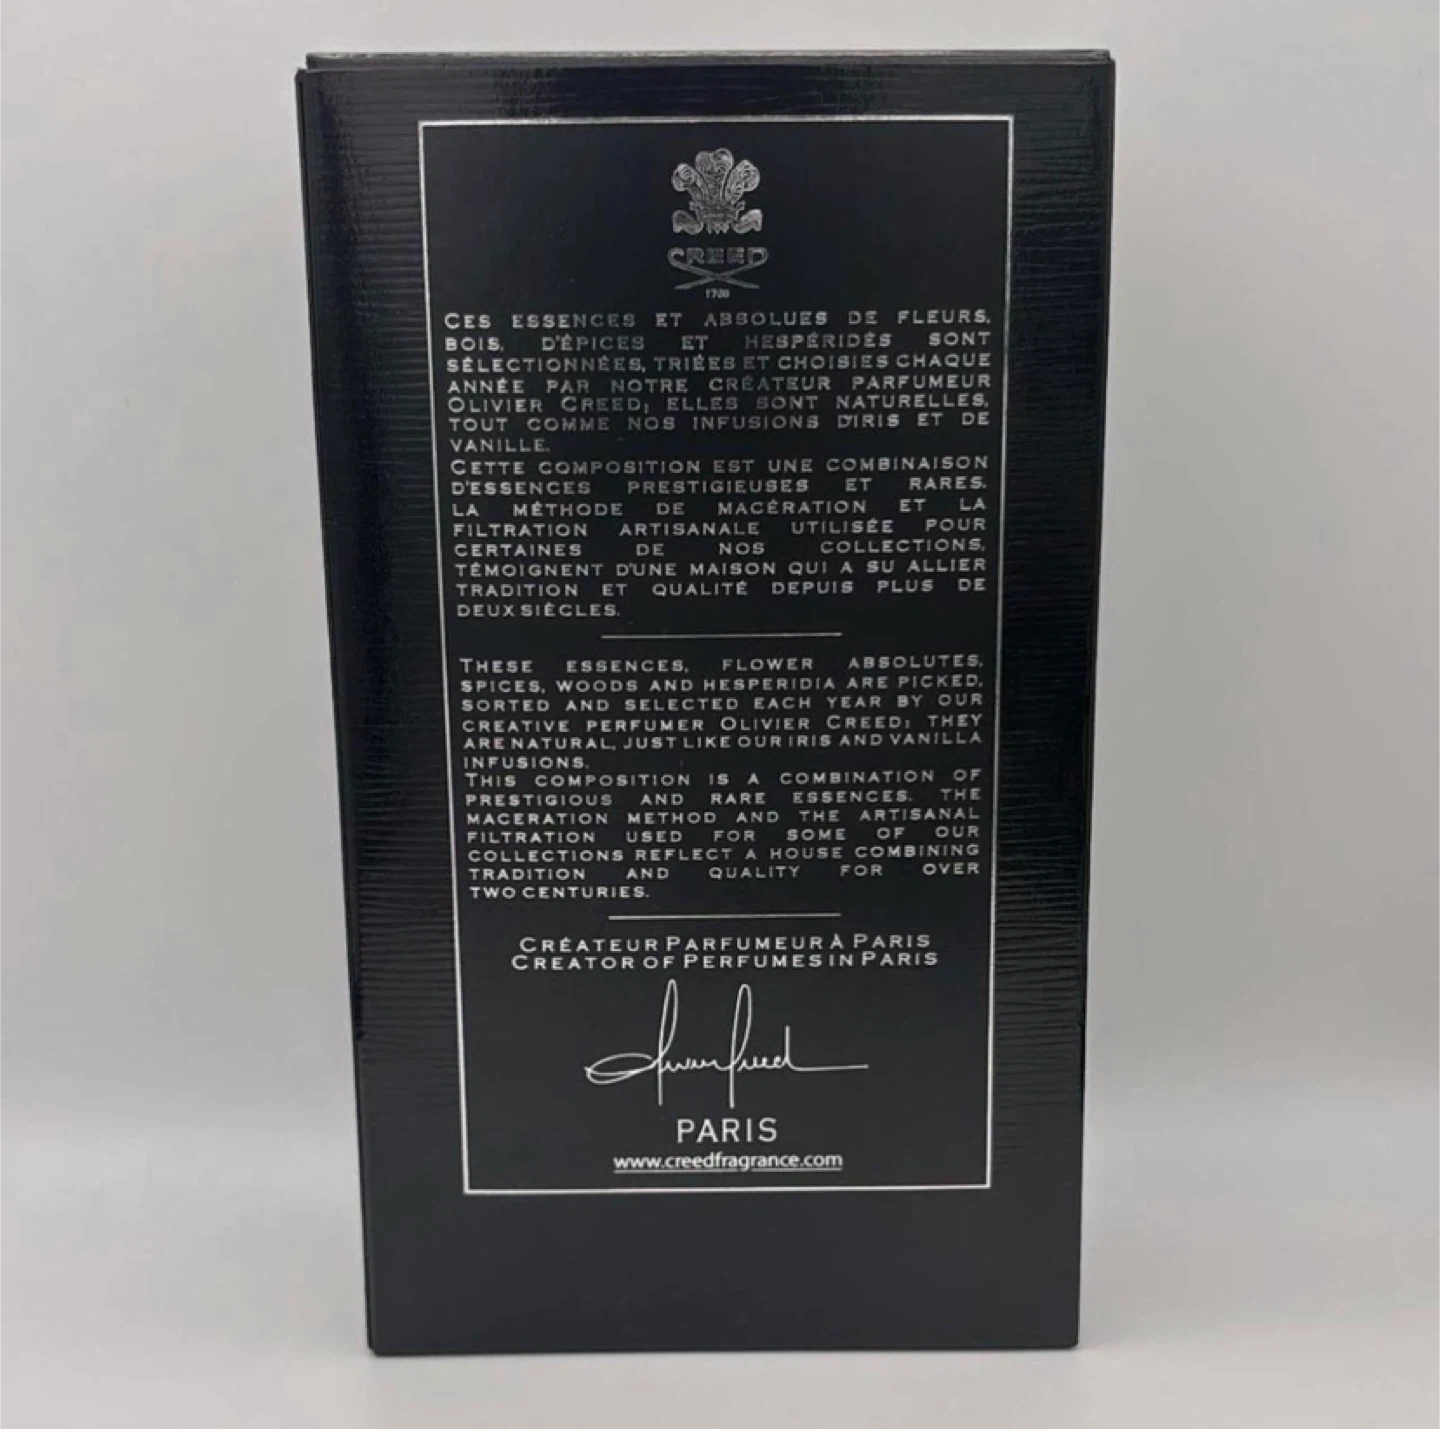 CREED
1760
CES ESSENCES ET ABSOLUES DE FLEURS,
BOIS, D'ÉPICES ET HESPÉRIDÉS SONT
SÉLECTIONNÉES, TRIÉES ET CHOISIES CHAQUE
ANNÉE PAR NOTRE CRÉATEUR PARFUMEUR
OLIVIER CREED; ELLES SONT NATURELLES,
TOUT COMME NOS INFUSIONS D'IRIS ET DE
VANILLE.
CETTE COMPOSITION EST UNE COMBINAISON
D'ESSENCES PRESTIGIEUSES ET RARES.
LA MÉTHODE DE MACÉRATION ET LA
FILTRATION ARTISANALE UTILISÉE POUR
CERTAINES DE NOS COLLECTIONS,
TÉMOIGNENT D'UNE MAISON QUI A SU ALLIER
TRADITION ET QUALITÉ DEPUIS PLUS DE
DEUX SIÈCLES.
THESE ESSENCES, FLOWER ABSOLUTES,
SPICES, WOODS AND HESPERIDIA ARE PICKED,
SORTED AND SELECTED EACH YEAR BY OUR
CREATIVE PERFUMER OLIVIER CREED; THEY
ARE NATURAL, JUST LIKE OUR IRIS AND VANILLA
INFUSIONS.
THIS COMPOSITION IS A COMBINATION OF
PRESTIGIOUS AND RARE ESSENCES. THE
MACERATION METHOD AND THE ARTISANAL
FILTRATION USED FOR SOME OF OUR
COLLECTIONS REFLECT A HOUSE COMBINING
TRADITION AND QUALITY FOR OVER
TWO CENTURIES.
CRÉATEUR PARFUMEUR À PARIS
CREATOR OF PERFUMES IN PARIS
PARIS
www.creedfragrance.com